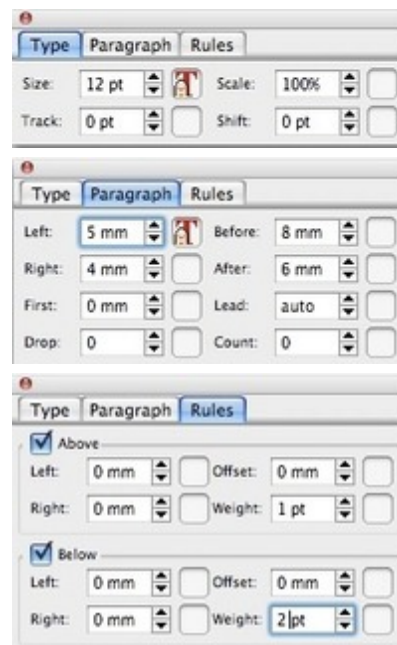 Type Paragraph Rules
Size: 12 pt Scale: 100%
Track: 0 pt Shift: 0 pt
Type Paragraph Rules
Left: 5 mm Before: 8 mm
Right: 4 mm After: 6 mm
First: 0 mm Lead: auto
Drop: 0 Count: 0
Type Paragraph Rules
Above
Left: 0 mm Offset: 0 mm
Right: 0 mm Weight: 1 pt
Below
Left: 0 mm Offset: 0 mm
Right: 0 mm Weight: 2 pt